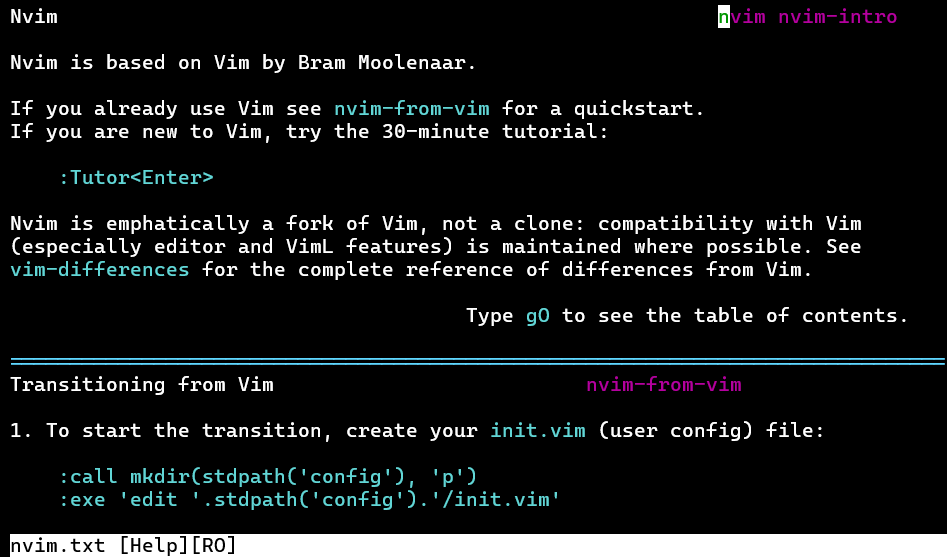 Nvim nvim nvim-intro
Nvim is based on Vim by Bram Moolenaar.
If you already use Vim see nvim-from-vim for a quickstart.
If you are new to Vim, try the 30-minute tutorial:
:Tutor<Enter>
Nvim is emphatically a fork of Vim, not a clone: compatibility with Vim
(especially editor and VimL features) is maintained where possible. See
vim-differences for the complete reference of differences from Vim.
Type gO to see the table of contents.
Transitioning from Vim nvim-from-vim
1. To start the transition, create your init.vim (user config) file:
:call mkdir(stdpath('config'), 'p')
:exe 'edit '.stdpath('config').'/init.vim'
nvim.txt [Help][RO]